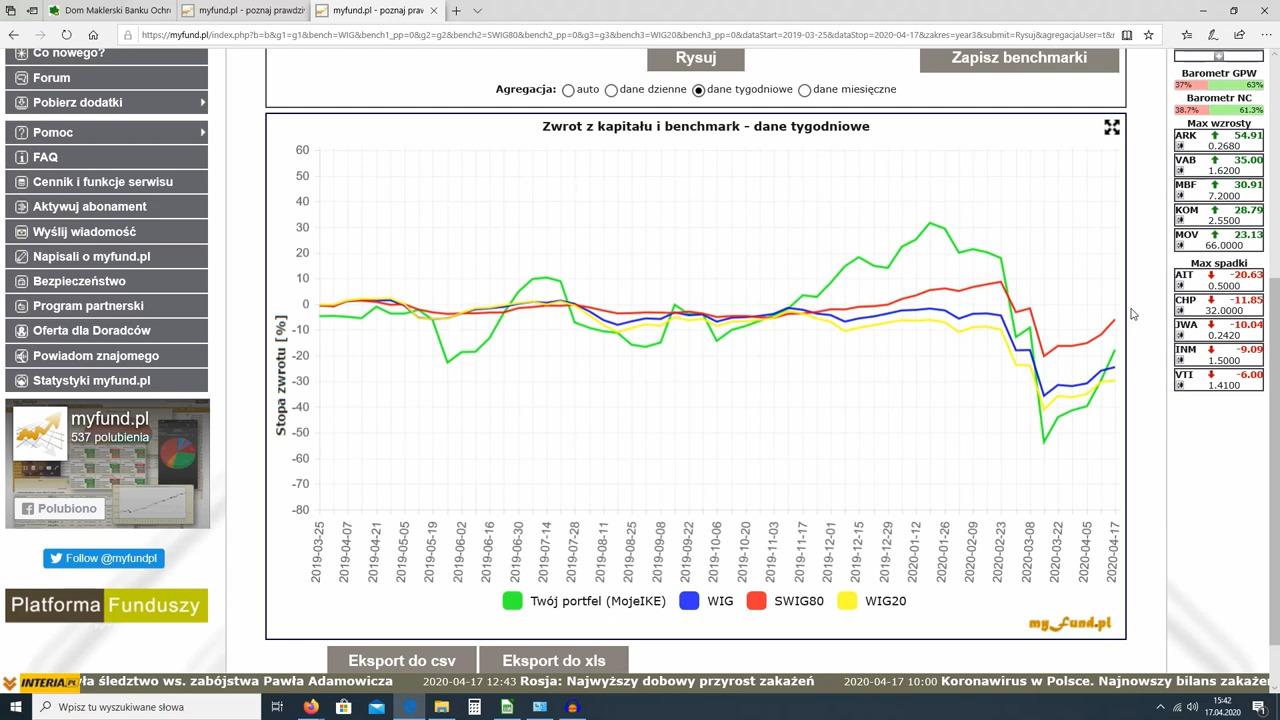 Dom Maklerski Banku Ochro
myfund.pl - poznaj prawdziv
myfund.pl - poznaj praw
https://myfund.pl/index.php?b=b&g1=g1&bench=WIG&bench1_pp=0&g2=g2&bench2=SWIG80&bench2_pp=0&g3=g3&bench3=WIG20&bench3_pp=0&dataStart=2019-03-25&dataStop=2020-04-17&zakres=year3&submit=Rysuj&agregacjaUser=t&r
Co nowego?
Forum
Pobierz dodatki
Pomoc
FAQ
Cennik i funkcje serwisu
Aktywuj abonament
Wyślij wiadomość
Napisali o myfund.pl
Bezpieczeństwo
Program partnerski
Oferta dla Doradców
Powiadom znajomego
Statystyki myfund.pl
myfund.pl
537 polubienia
Polubiono
Follow @myfundpl
Platforma Funduszy
Rysuj
Zapisz benchmarki
Agregacja: auto dane dzienne dane tygodniowe dane miesięczne
Zwrot z kapitału i benchmark - dane tygodniowe
Stopa zwrotu [%]
60
50
40
30
20
10
0
-10
-20
-30
-40
-50
-60
-70
-80
2019-03-25
2019-04-07
2019-04-21
2019-05-05
2019-05-19
2019-06-02
2019-06-16
2019-06-30
2019-07-14
2019-07-28
2019-08-11
2019-08-25
2019-09-08
2019-09-22
2019-10-06
2019-10-20
2019-11-03
2019-11-17
2019-12-01
2019-12-15
2019-12-29
2020-01-12
2020-01-26
2020-02-09
2020-02-23
2020-03-08
2020-03-22
2020-04-05
2020-04-17
Twój portfel (MojeIKE) WIG SWIG80 WIG20
myfund.pl
Eksport do csv
Eksport do xls
Barometr GPW
37% 63%
Barometr NC
38.7% 61.3%
Max wzrosty
ARK 54.91
0.2680
VAB 35.00
1.6200
MBF 30.91
7.2000
KOM 28.79
2.5500
MOV 23.13
66.0000
Max spadki
AIT -20.63
0.5000
CHP -11.85
32.0000
JWA -10.04
0.2420
INM -9.09
1.5000
VTI -6.00
1.4100
INTERIA.PL śledztwo ws. zabójstwa Pawła Adamowicza 2020-04-17 12:43 Rosja: Najwyższy dobowy przyrost zakażeń 2020-04-17 10:00 Koronawirus w Polsce. Najnowszy bilans zakażeń
Wpisz tu wyszukiwane słowa
15:42
17.04.2020